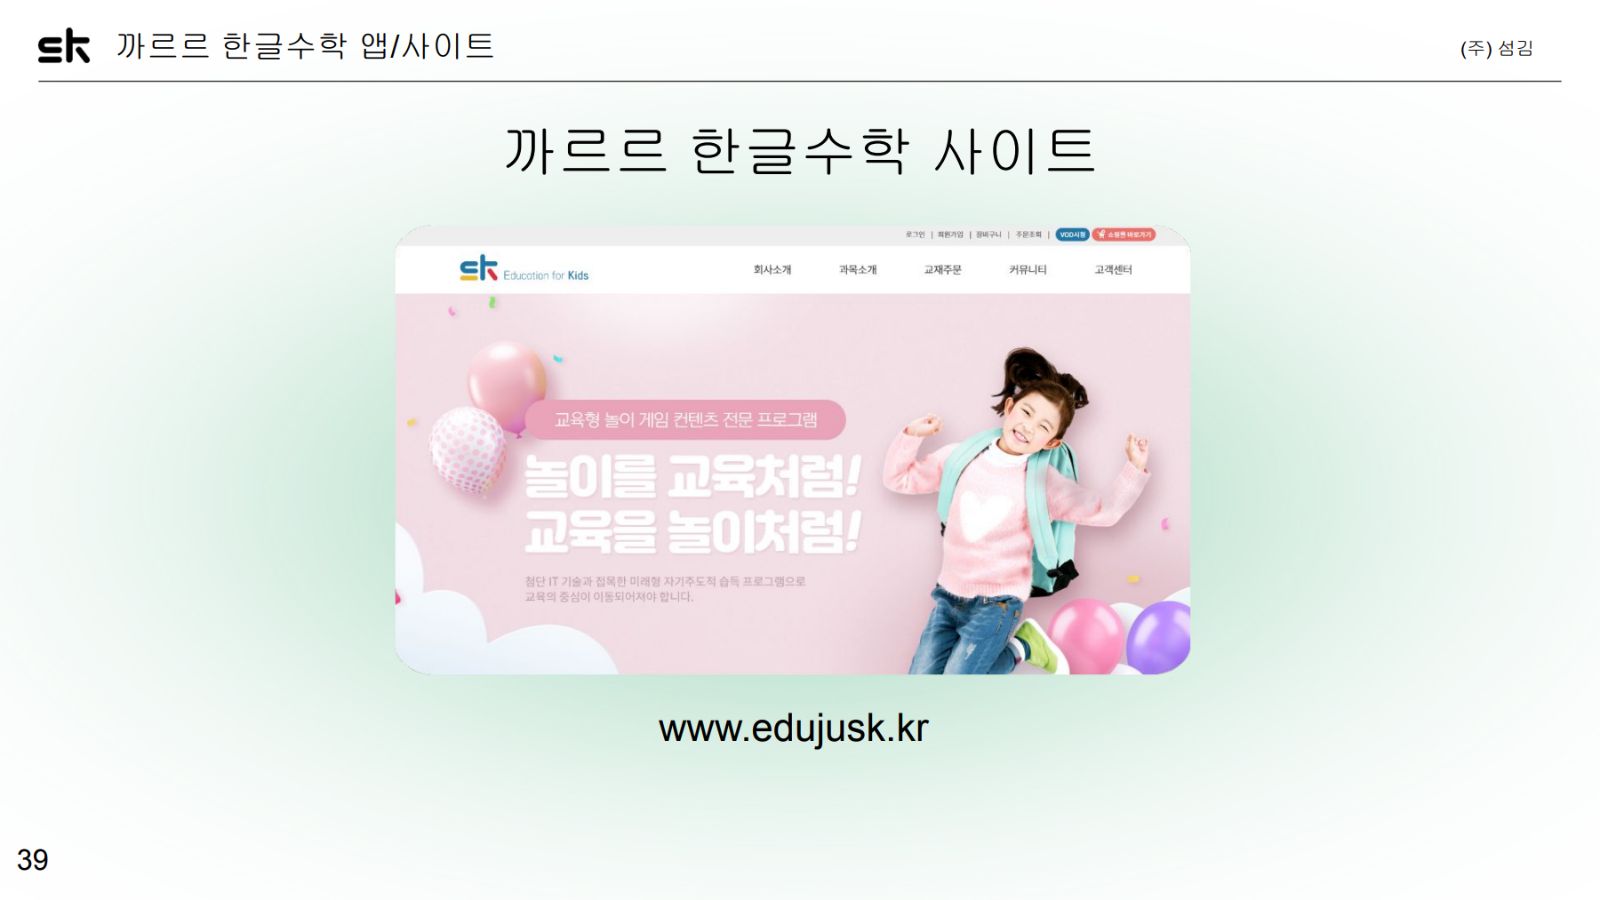 sk 까르르 한글수학 앱/사이트
(주) 섬김
까르르 한글수학 사이트
로그인 | 회원가입 | 장바구니 | 주문조회 | VOD시청 쇼핑몰 바로가기
sk Education for Kids
회사소개 과목소개 교재주문 커뮤니티 고객센터
교육형 놀이 게임 컨텐츠 전문 프로그램
놀이를 교육처럼!
교육을 놀이처럼!
첨단 IT 기술과 접목한 미래형 자기주도적 습득 프로그램으로
교육의 중심이 이동되어져야 합니다.
www.edujusk.kr
39